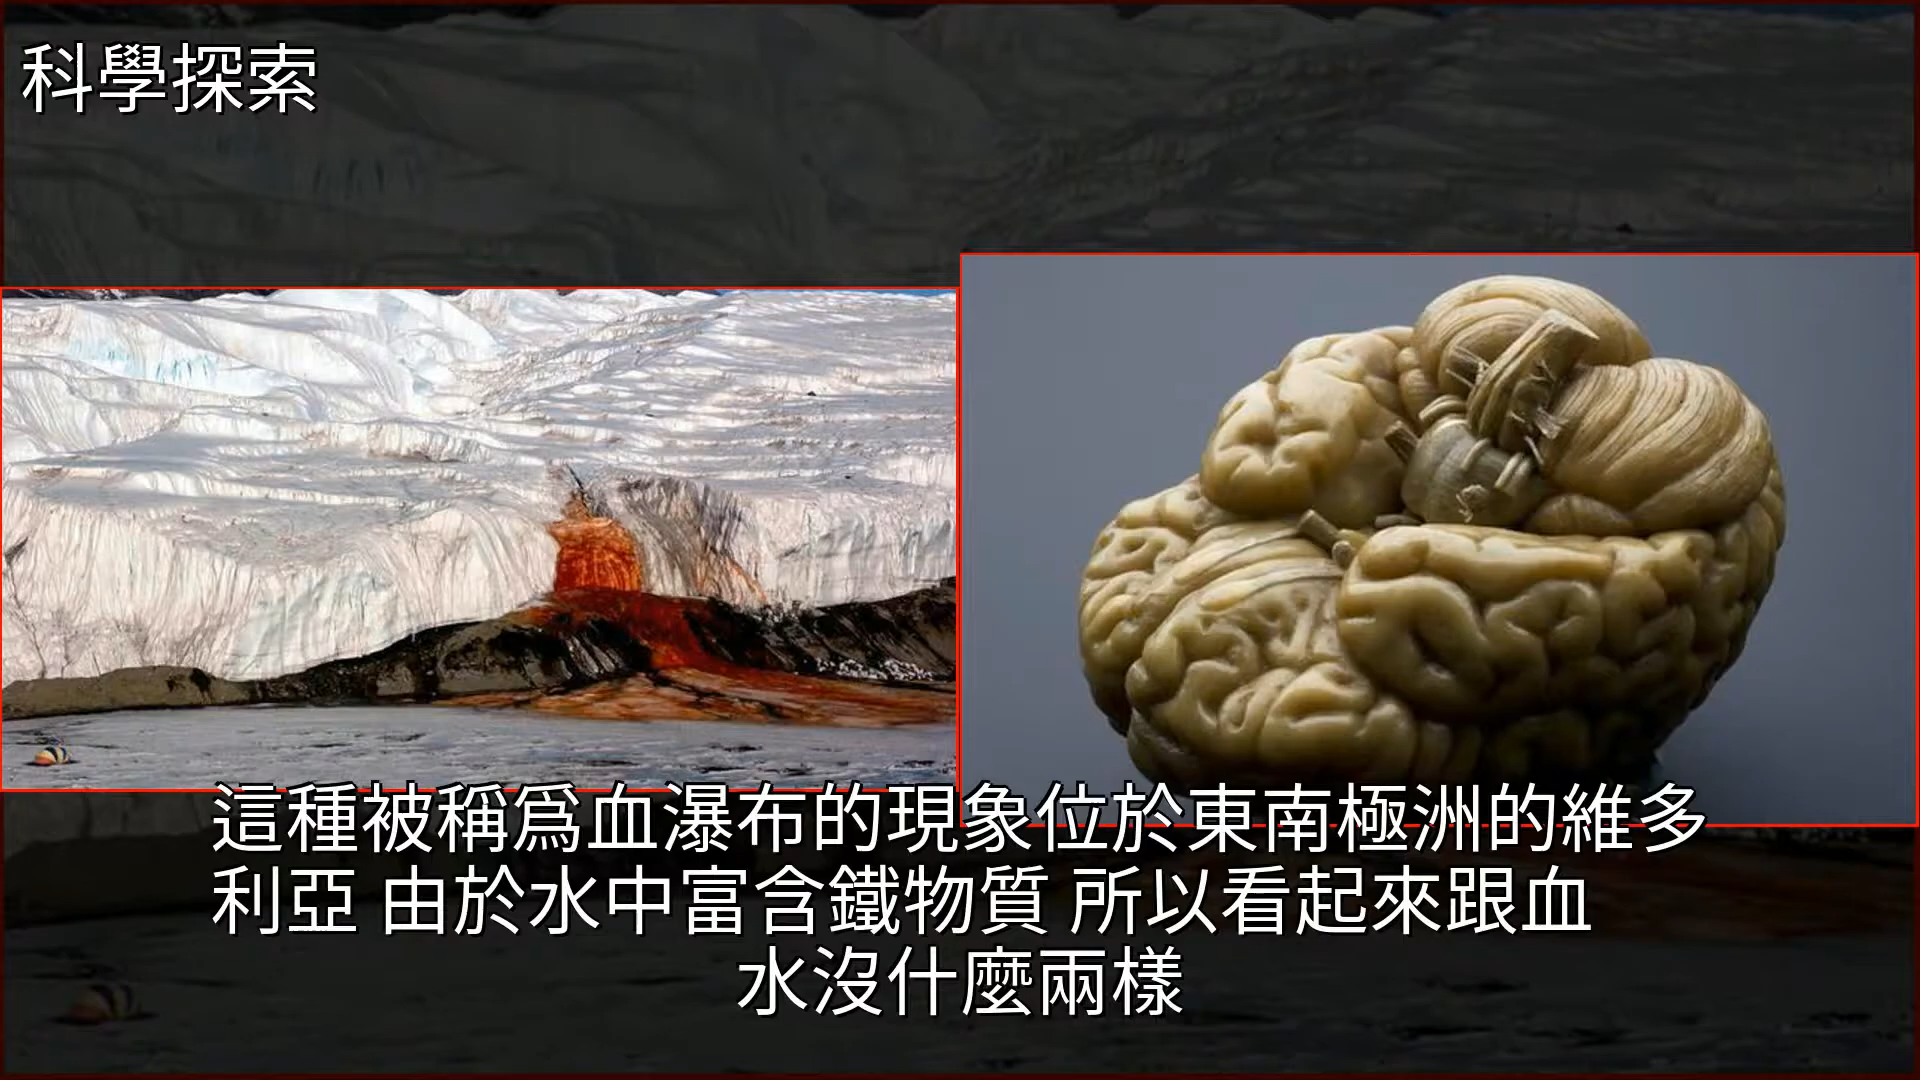 科學探索
這種被稱爲血瀑布的現象位於東南極洲的維多
利亞 由於水中富含鐵物質 所以看起來跟血
水沒什麼兩樣